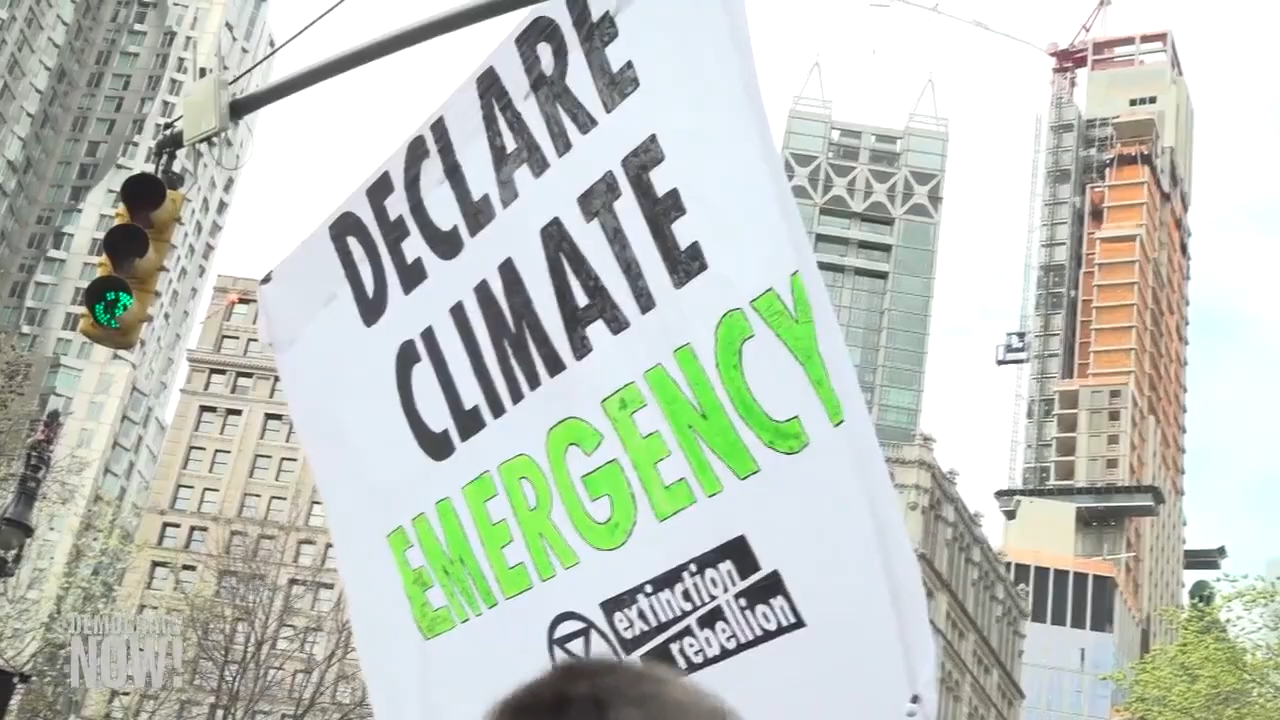 DECLARE
CLIMATE
EMERGENCY
extinction
rebellion
DEMOCRACY
NOW!